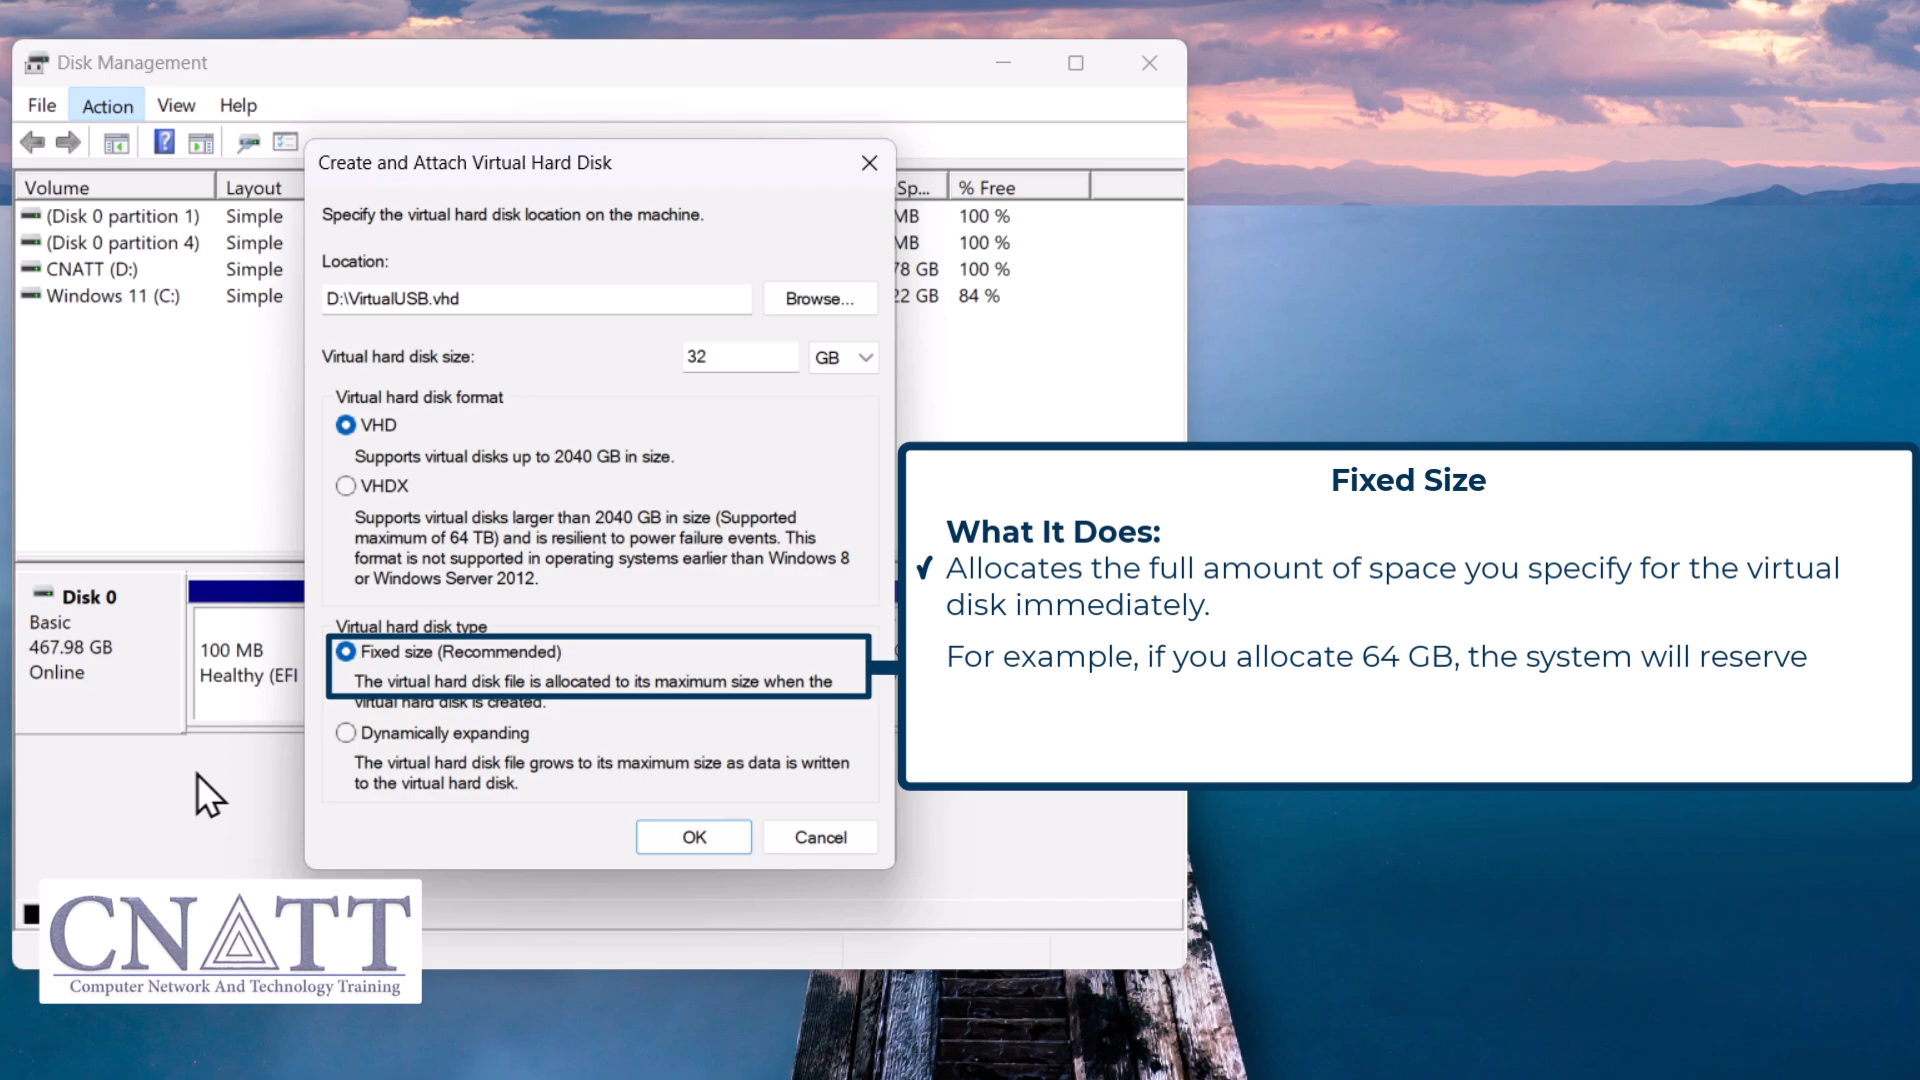 Disk Management
File Action View Help
Create and Attach Virtual Hard Disk
Volume Layout Sp... % Free
(Disk 0 partition 1) Simple MB 100 %
(Disk 0 partition 4) Simple MB 100 %
CNATT (D:) Simple 78 GB 100 %
Windows 11 (C:) Simple 22 GB 84 %
Specify the virtual hard disk location on the machine.
Location:
D:\VirtualUSB.vhd Browse...
Virtual hard disk size: 32 GB
Virtual hard disk format
VHD
Supports virtual disks up to 2040 GB in size.
VHDX
Supports virtual disks larger than 2040 GB in size (Supported
maximum of 64 TB) and is resilient to power failure events. This
format is not supported in operating systems earlier than Windows 8
or Windows Server 2012.
Virtual hard disk type
Fixed size (Recommended)
The virtual hard disk file is allocated to its maximum size when the
virtual hard disk is created.
Dynamically expanding
The virtual hard disk file grows to its maximum size as data is written
to the virtual hard disk.
OK Cancel
Disk 0
Basic
467.98 GB
Online
100 MB
Healthy (EFI
Fixed Size
What It Does:
✓ Allocates the full amount of space you specify for the virtual
disk immediately.
For example, if you allocate 64 GB, the system will reserve
CNATT
Computer Network And Technology Training